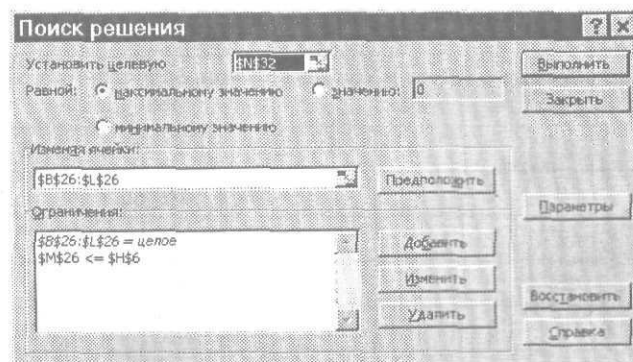 Поиск решения
Установить целевую $N$32 Выполнить
Равной: максимальному значению значению: 0 Закрыть
минимальному значению
Изменяя ячейки:
$B$26:$L$26 Предположить
Ограничения: Параметры
$B$26:$L$26 = целое Добавить
$M$26 <= $H$6
Изменить
Восстановить
Удалить
Справка